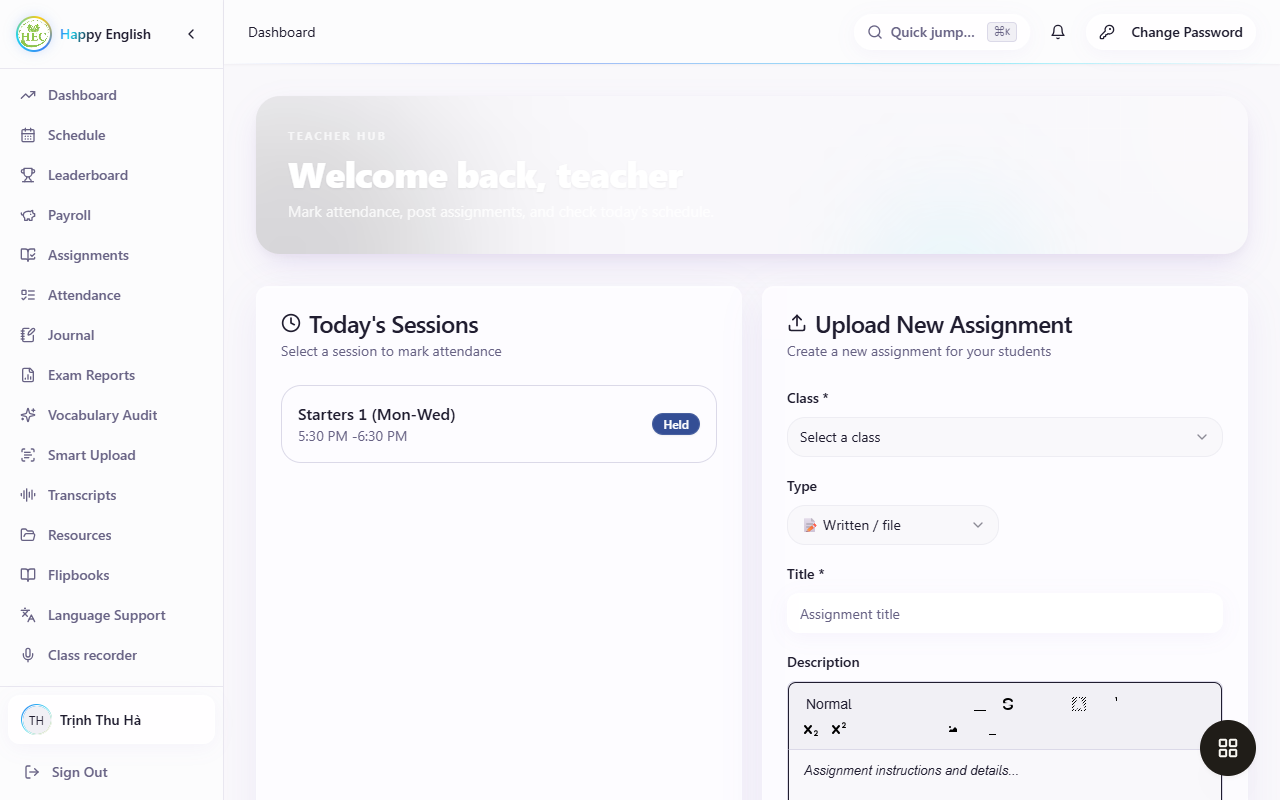 HEC
Happy English
Dashboard
Quick jump...
⌘K
Change Password
Dashboard
Schedule
Leaderboard
Payroll
Assignments
Attendance
Journal
Exam Reports
Vocabulary Audit
Smart Upload
Transcripts
Resources
Flipbooks
Language Support
Class recorder
TH
Trịnh Thu Hà
Sign Out
TEACHER HUB
Welcome back, teacher
Mark attendance, post assignments, and check today's schedule.
Today's Sessions
Select a session to mark attendance
Starters 1 (Mon-Wed)
5:30 PM -6:30 PM
Held
Upload New Assignment
Create a new assignment for your students
Class *
Select a class
Type
Written / file
Title *
Assignment title
Description
Normal
Assignment instructions and details...